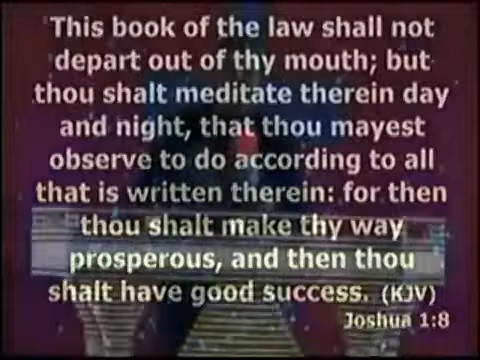 This book of the law shall not
depart out of thy mouth; but
thou shalt meditate therein day
and night, that thou mayest
observe to do according to all
that is written therein: for then
thou shalt make thy way
prosperous, and then thou
shalt have good success. (KJV)
Joshua 1:8